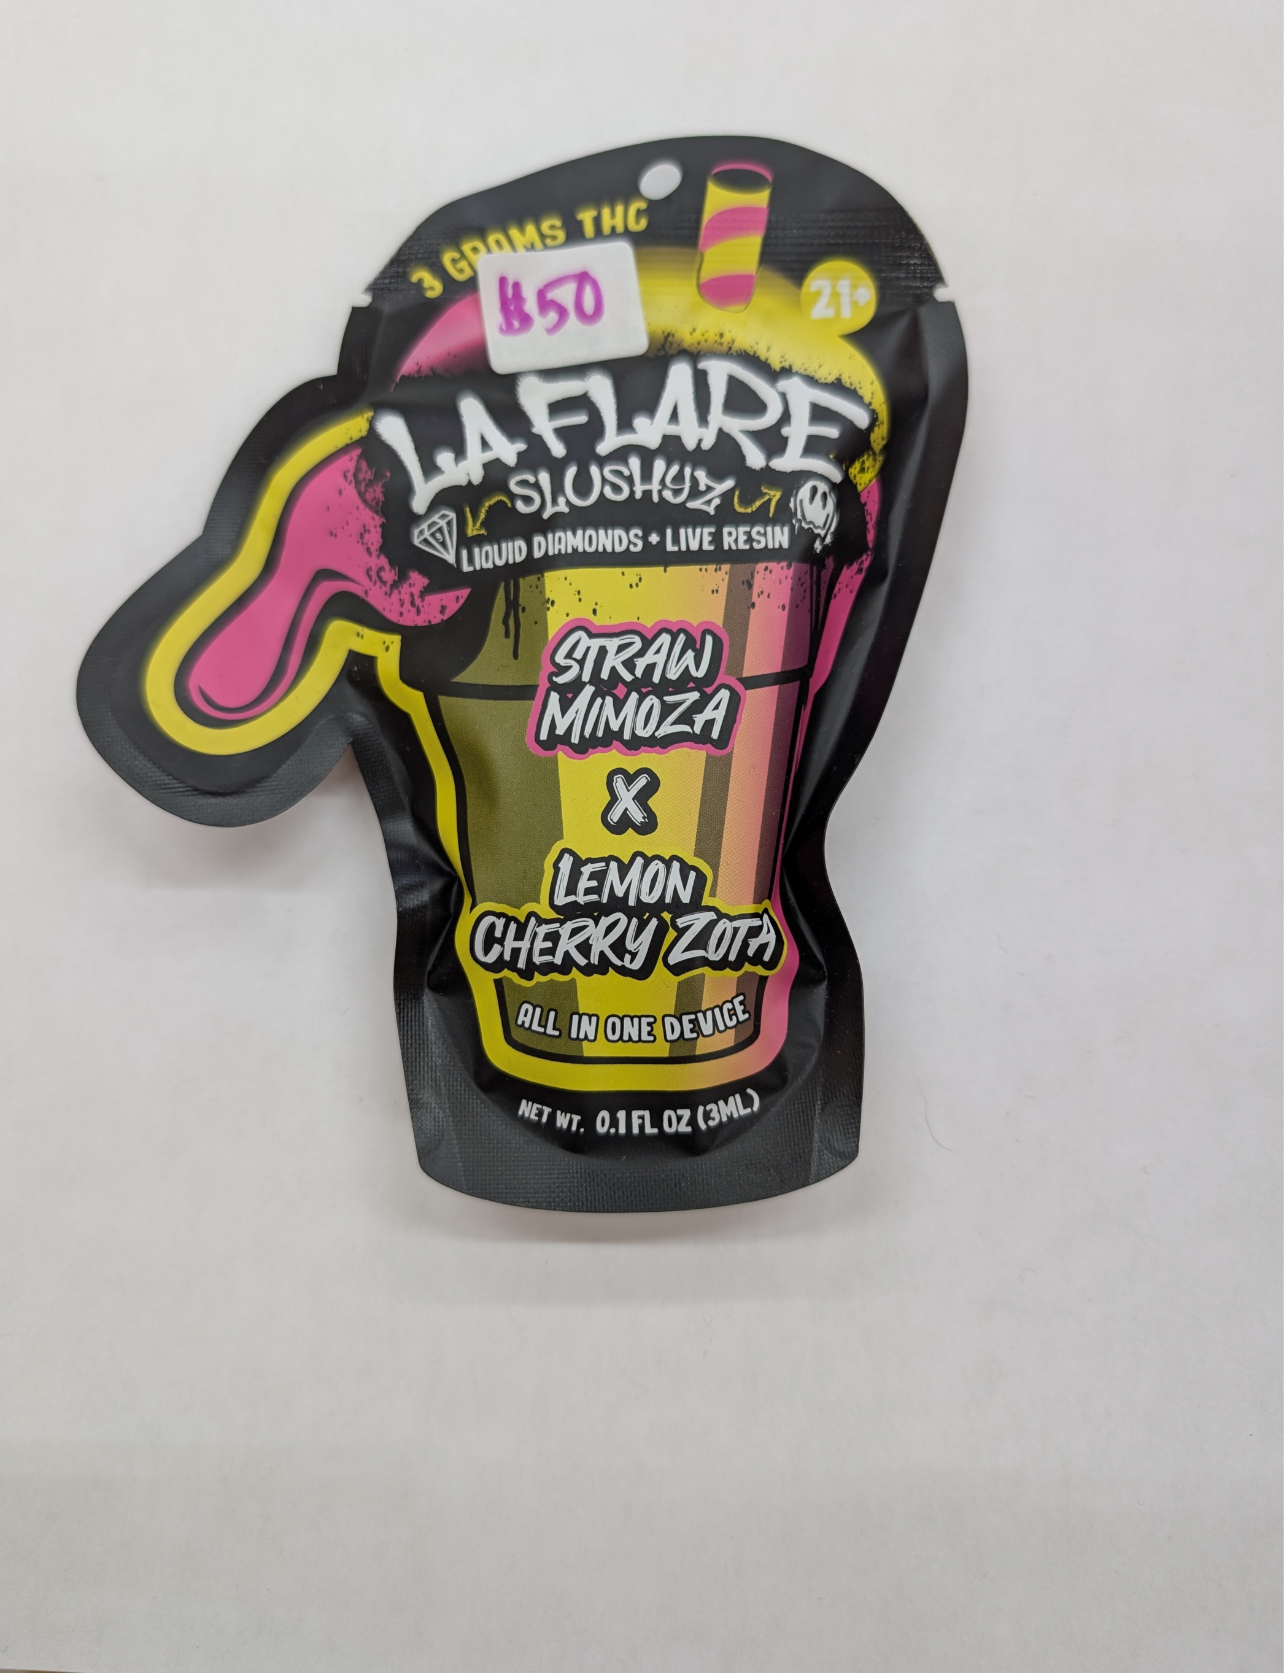 3 GRAMS THC
$50
21+
LA FLARE
SLUSHYZ
LIQUID DIAMONDS + LIVE RESIN
STRAW
MIMOZA
X
LEMON
CHERRY ZOTA
ALL IN ONE DEVICE
NET WT. 0.1 FL OZ (3ML)